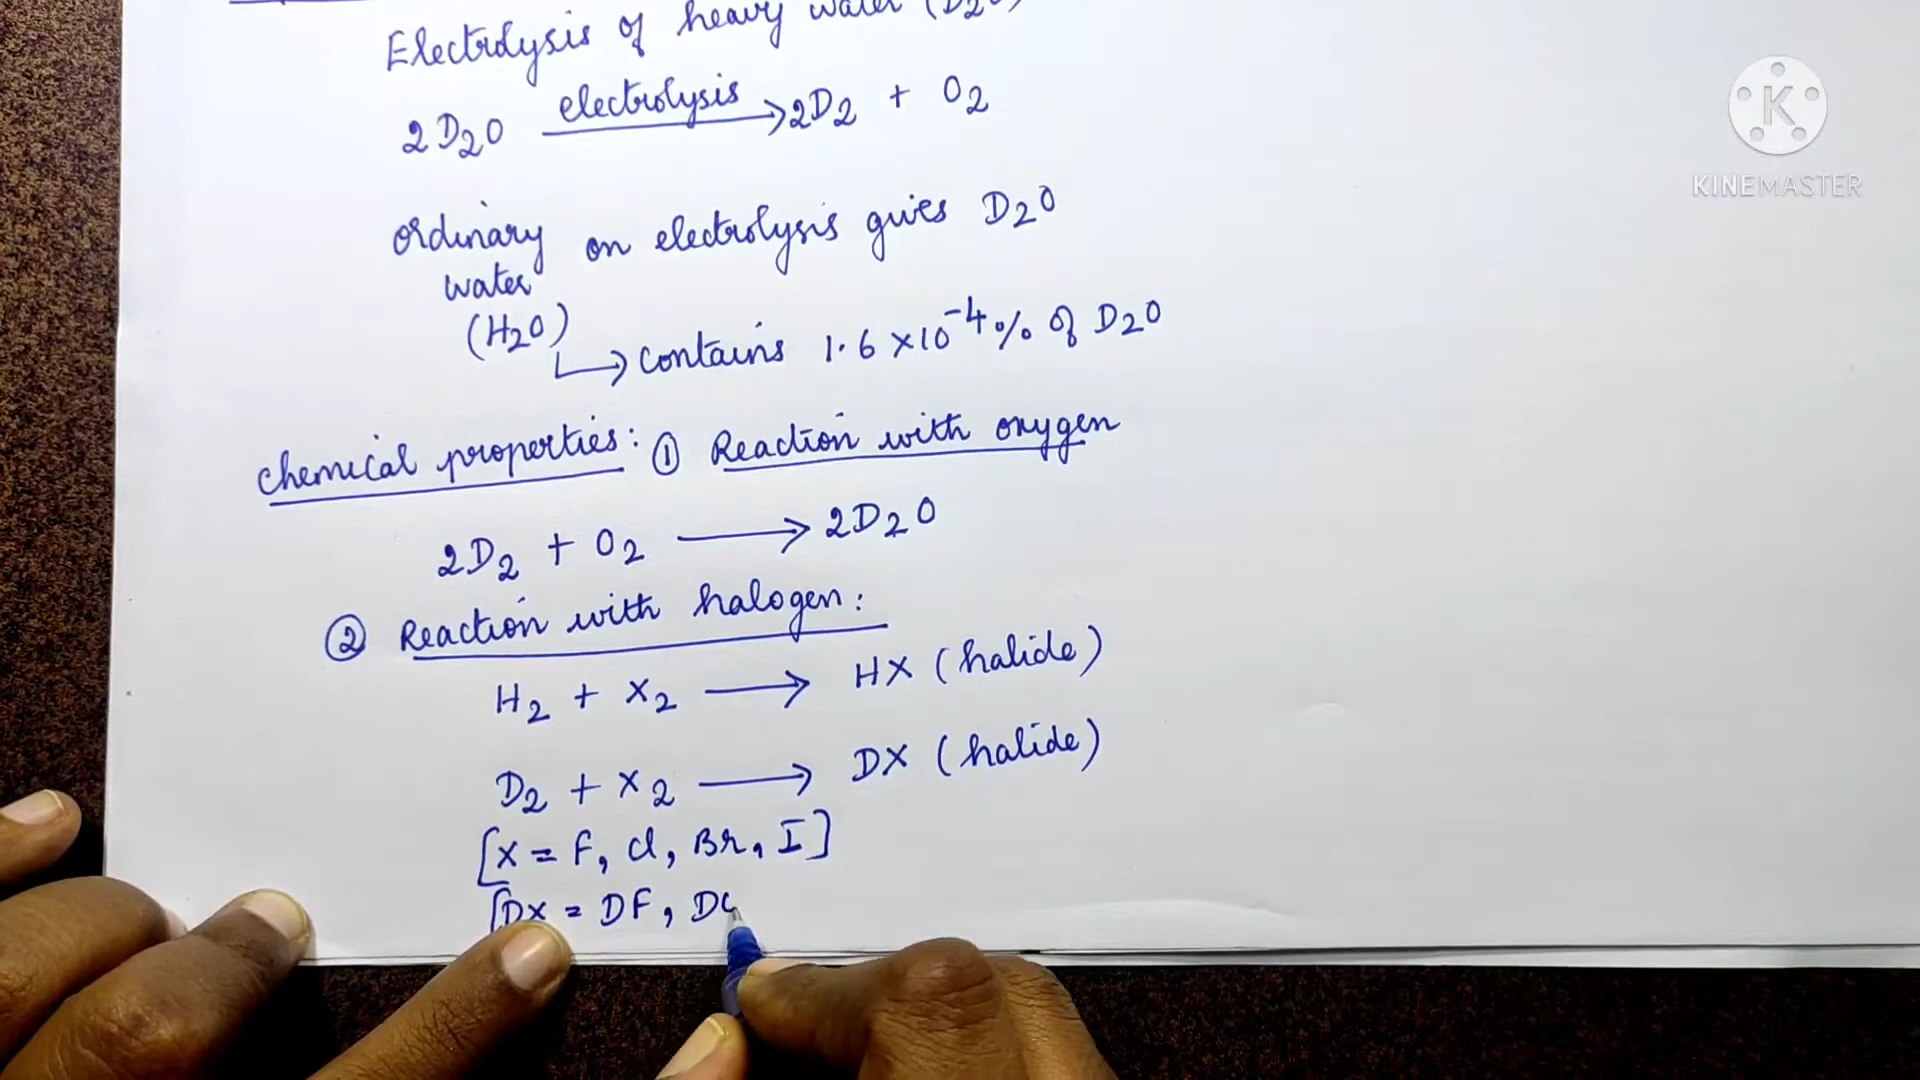 Electrolysis of heavy water (D2O)
2D2O electrolysis → 2D2 + O2
Ordinary on electrolysis gives D2O
water
(H2O)
↳ contains 1.6 × 10⁻⁴% of D2O
Chemical properties: ① Reaction with oxygen
2D2 + O2 → 2D2O
② Reaction with halogen:
H2 + X2 → HX (halide)
D2 + X2 → DX (halide)
[X = F, Cl, Br, I]
[DX = DF, DC
K
KINEMASTER